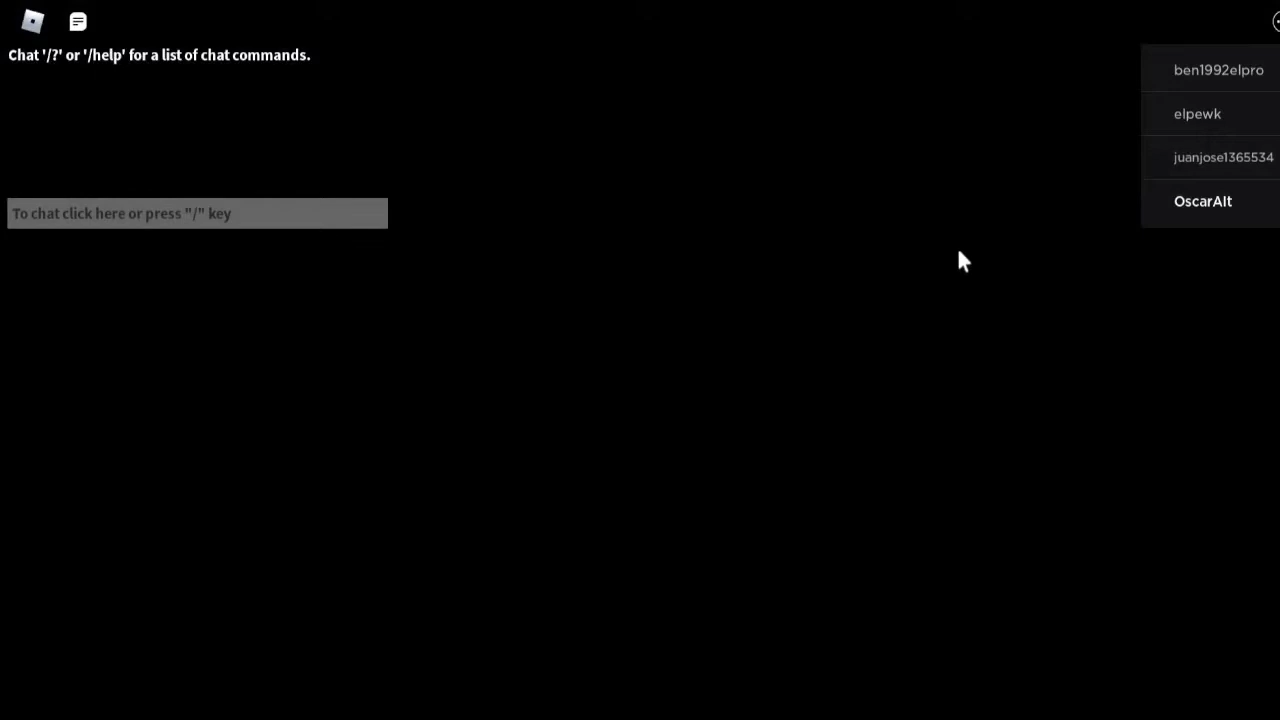 Chat '/?' or '/help' for a list of chat commands.
ben1992elpro
elpewk
juanjose1365534
To chat click here or press "/" key
OscarAlt